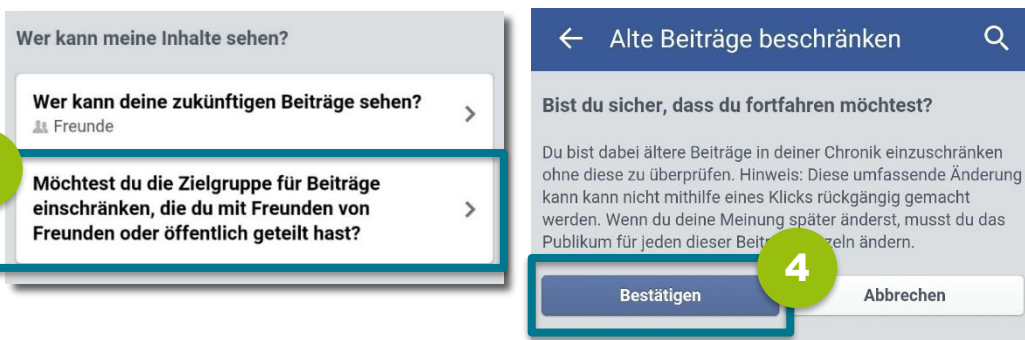 Wer kann meine Inhalte sehen?
Wer kann deine zukünftigen Beiträge sehen?
Freunde
Möchtest du die Zielgruppe für Beiträge
einschränken, die du mit Freunden von
Freunden oder öffentlich geteilt hast?
Alte Beiträge beschränken
Bist du sicher, dass du fortfahren möchtest?
Du bist dabei ältere Beiträge in deiner Chronik einzuschränken
ohne diese zu überprüfen. Hinweis: Diese umfassende Änderung
kann kann nicht mithilfe eines Klicks rückgängig gemacht
werden. Wenn du deine Meinung später änderst, musst du das
Publikum für jeden dieser ändern.
4
Bestätigen
Abbrechen